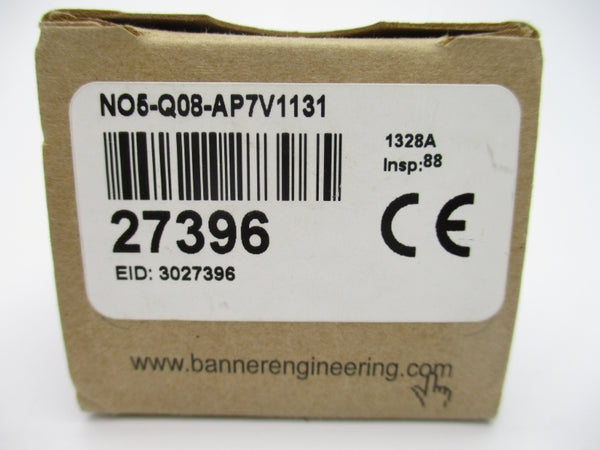 NO5-Q08-AP7V1131
1328A
Insp:88
27396
CE
EID: 3027396
www.bannerengineering.com